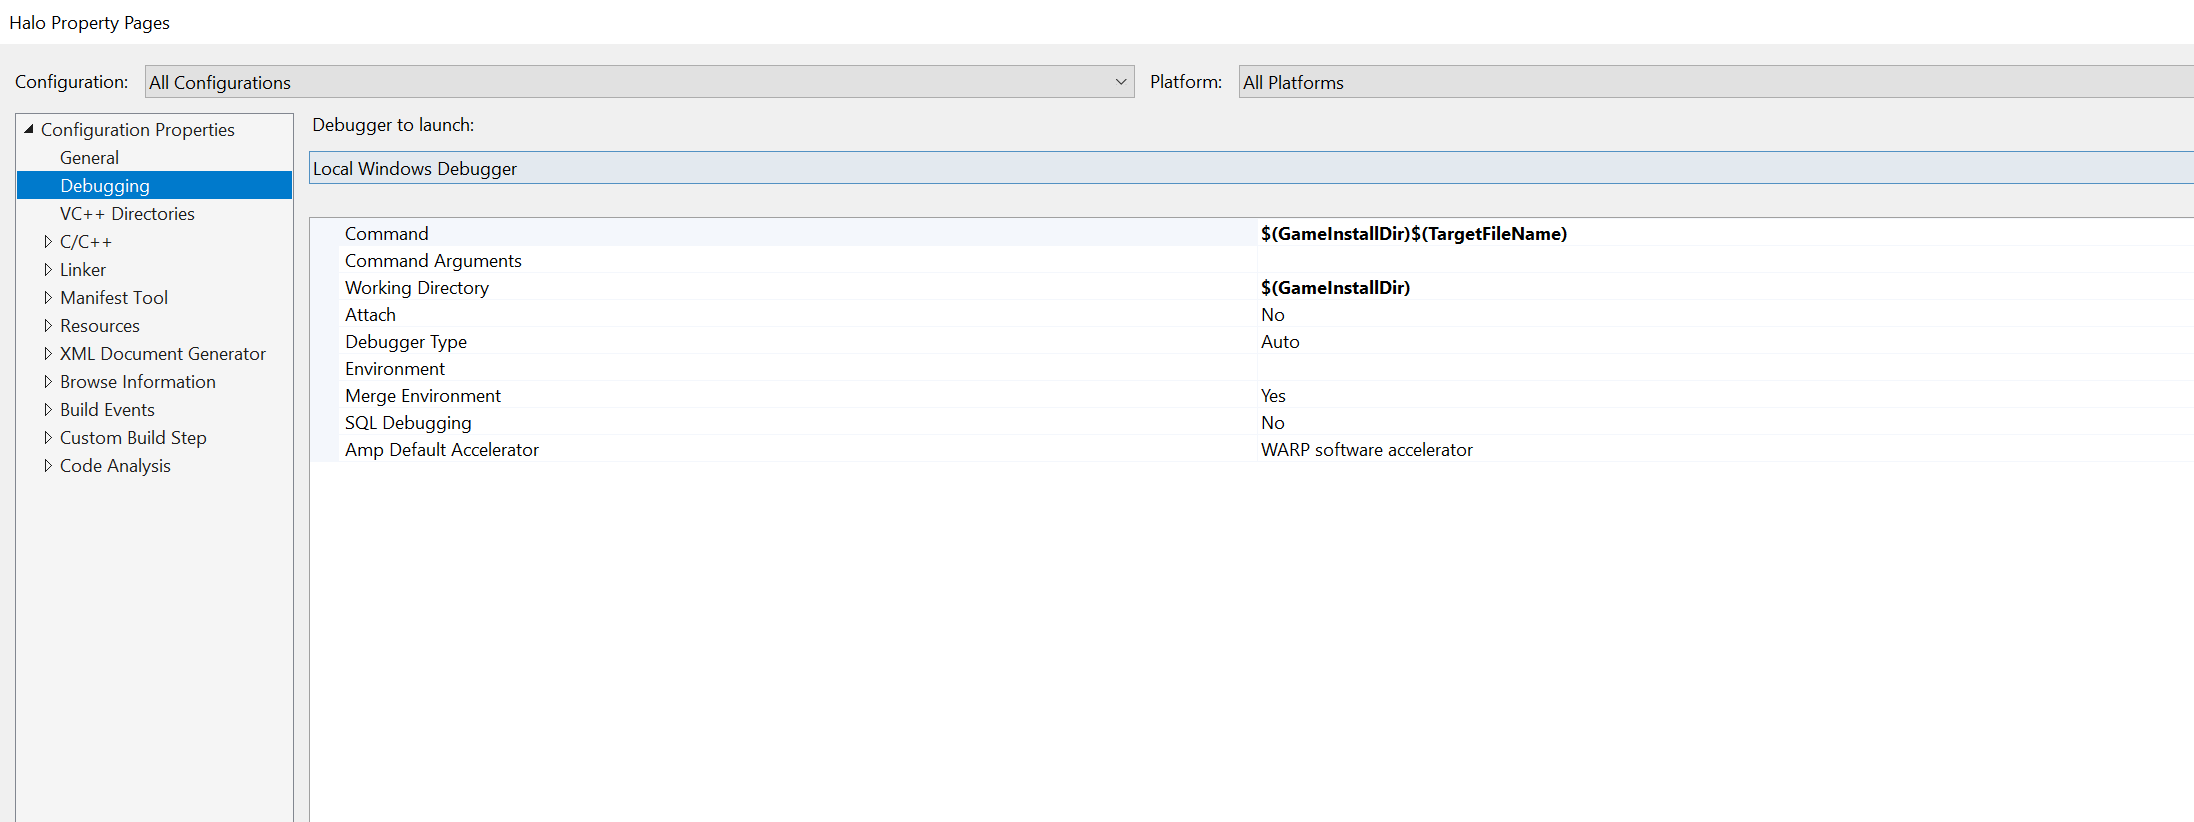 Halo Property Pages
Configuration: All Configurations Platform: All Platforms
Configuration Properties
General
Debugging
VC++ Directories
C/C++
Linker
Manifest Tool
Resources
XML Document Generator
Browse Information
Build Events
Custom Build Step
Code Analysis
Debugger to launch:
Local Windows Debugger
Command $(GameInstallDir)$(TargetFileName)
Command Arguments
Working Directory $(GameInstallDir)
Attach No
Debugger Type Auto
Environment
Merge Environment Yes
SQL Debugging No
Amp Default Accelerator WARP software accelerator